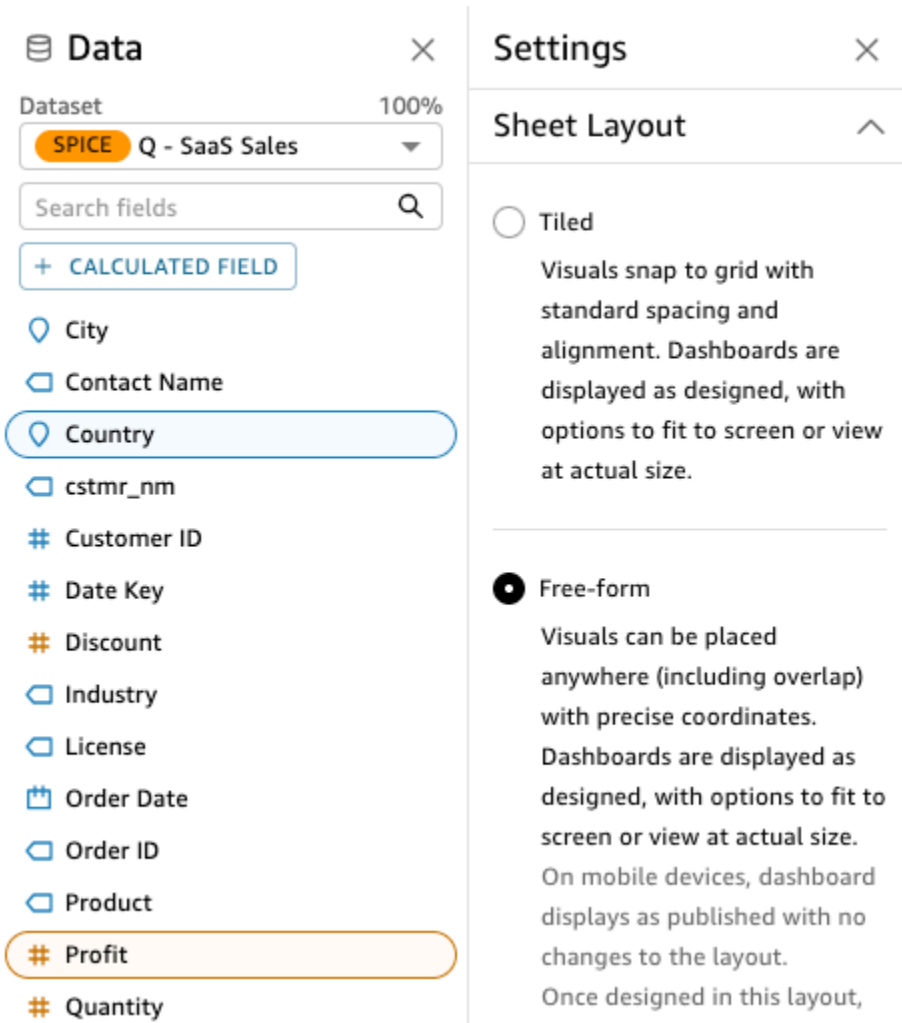 Data
Dataset 100%
SPICE Q - SaaS Sales
Search fields
+ CALCULATED FIELD
City
Contact Name
Country
cstmr_nm
Customer ID
Date Key
Discount
Industry
License
Order Date
Order ID
Product
Profit
Quantity
Settings
Sheet Layout
Tiled
Visuals snap to grid with
standard spacing and
alignment. Dashboards are
displayed as designed, with
options to fit to screen or view
at actual size.
Free-form
Visuals can be placed
anywhere (including overlap)
with precise coordinates.
Dashboards are displayed as
designed, with options to fit to
screen or view at actual size.
On mobile devices, dashboard
displays as published with no
changes to the layout.
Once designed in this layout,